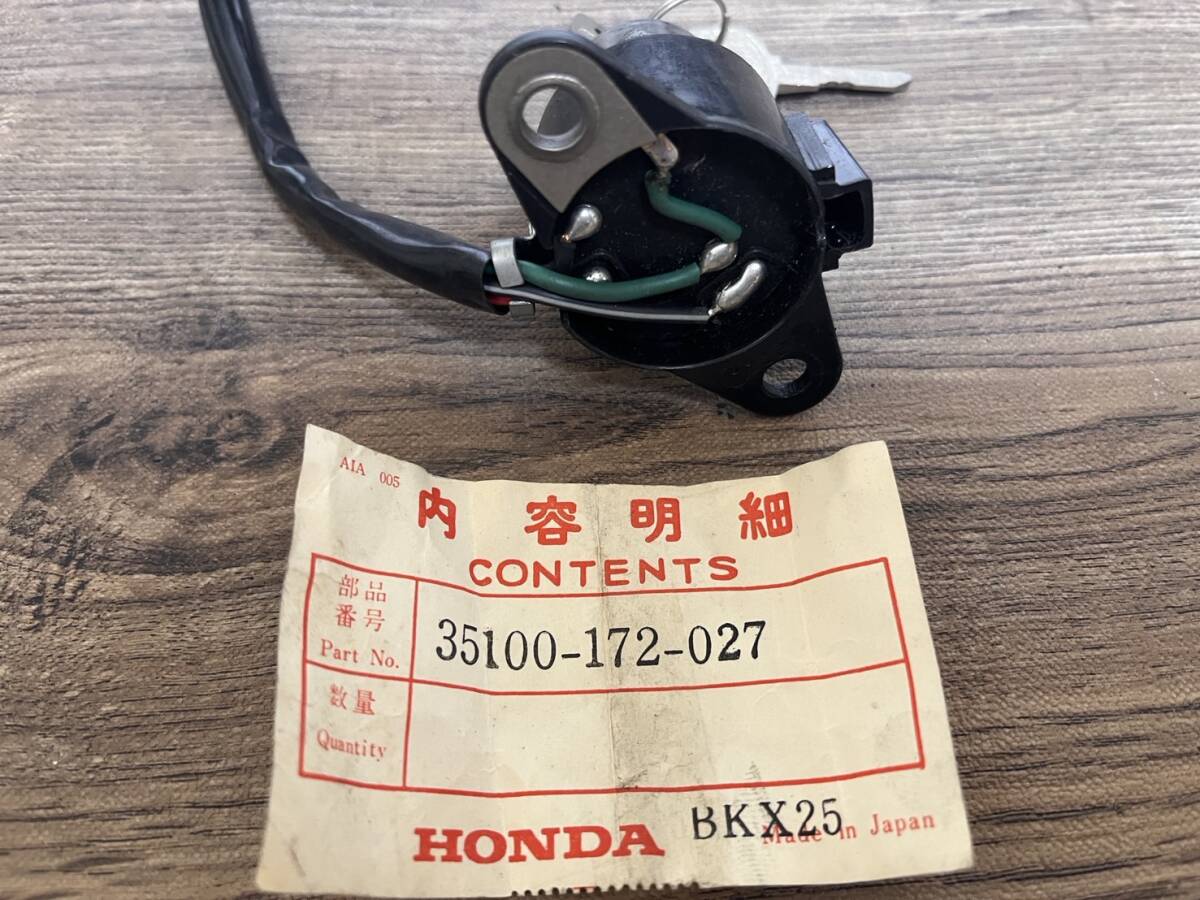 AIA 005
内容明細
CONTENTS
部品
番号
Part No.
35100-172-027
数量
Quantity
HONDA
BKX25
Made in Japan